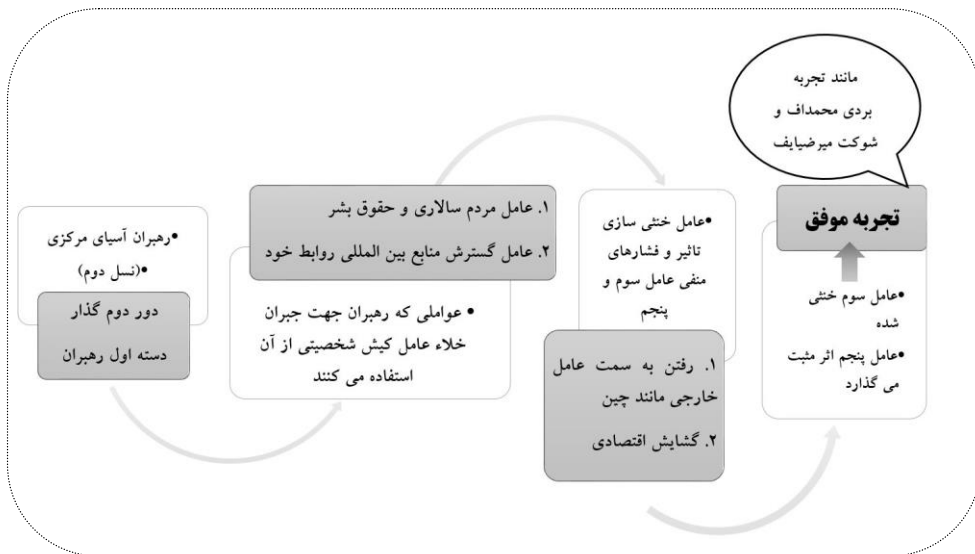 •رهبران آسیای مرکزی
•(نسل دوم)
دور دوم گذار
دسته اول رهبران
۱. عامل مردم سالاری و حقوق بشر
۲. عامل گسترش منابع بین المللی روابط خود
• عواملی که رهبران جهت جبران
خلاء عامل کیش شخصیتی از آن
استفاده می کنند
•عامل خنثی سازی
تاثیر و فشارهای
منفی عامل سوم و
پنجم
۱. رفتن به سمت عامل
خارجی مانند چین
۲. گشایش اقتصادی
مانند تجربه
بردی محمداف و
شوکت میرضیایف
تجربه موفق
•عامل سوم خنثی
شده
•عامل پنجم اثر مثبت
می گذارد